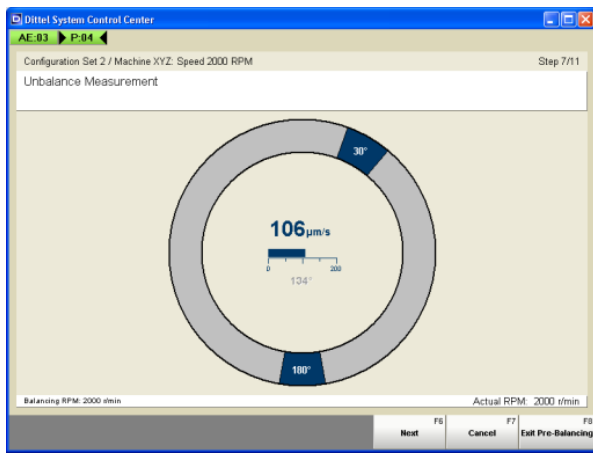 Dittel System Control Center
AE:03 P:04
Configuration Set 2 / Machine XYZ: Speed 2000 RPM Step 7/11
Unbalance Measurement
30°
106 µm/s
0 200
134°
180°
Balancing RPM: 2000 r/min Actual RPM: 2000 r/min
F6 F7 F8
Next Cancel Exit Pre-Balancing